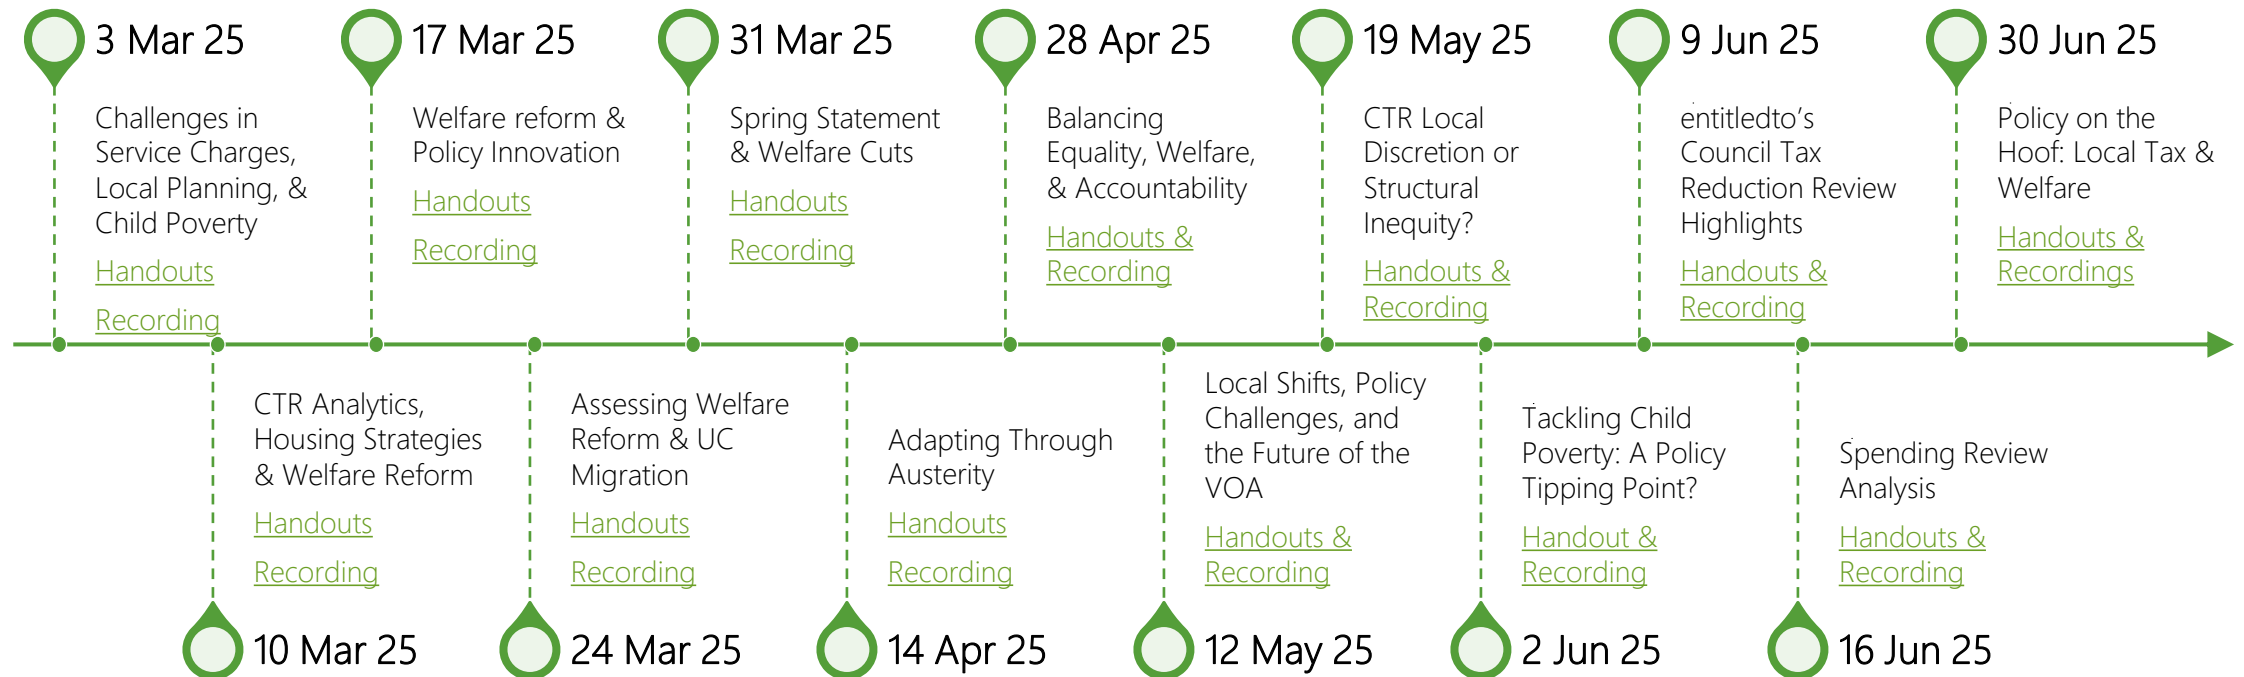 3 Mar 25
Challenges in
Service Charges,
Local Planning, &
Child Poverty
Handouts
Recording
17 Mar 25
Welfare reform &
Policy Innovation
Handouts
Recording
31 Mar 25
Spring Statement
& Welfare Cuts
Handouts
Recording
28 Apr 25
Balancing
Equality, Welfare,
& Accountability
Handouts &
Recording
19 May 25
CTR Local
Discretion or
Structural
Inequity?
Handouts &
Recording
9 Jun 25
entitledto’s
Council Tax
Reduction Review
Highlights
Handouts &
Recording
30 Jun 25
Policy on the
Hoof: Local Tax &
Welfare
Handouts &
Recordings
CTR Analytics,
Housing Strategies
& Welfare Reform
Handouts
Recording
10 Mar 25
Assessing Welfare
Reform & UC
Migration
Handouts
Recording
24 Mar 25
Adapting Through
Austerity
Handouts
Recording
14 Apr 25
Local Shifts, Policy
Challenges, and
the Future of the
VOA
Handouts &
Recording
12 May 25
Tackling Child
Poverty: A Policy
Tipping Point?
Handout &
Recording
2 Jun 25
Spending Review
Analysis
Handouts &
Recording
16 Jun 25